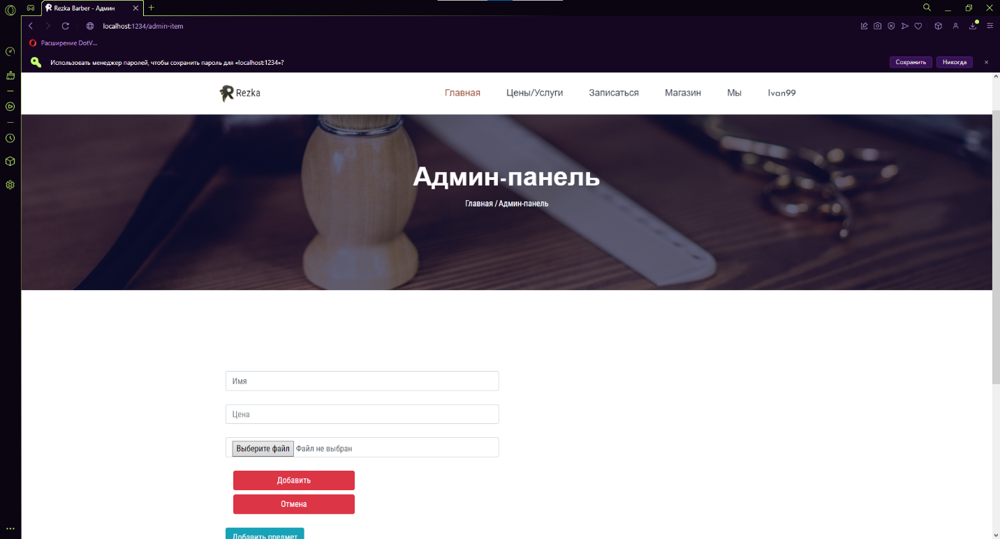 Rezka Barber - Админ
localhost:1234/admin-item
Расширение DotV...
Использовать менеджер паролей, чтобы сохранить пароль для «localhost:1234»?
Сохранить
Никогда
Rezka
Главная
Цены/Услуги
Записаться
Магазин
Мы
Ivan99
Админ-панель
Главная / Админ-панель
Имя
Цена
Выберите файл Файл не выбран
Добавить
Отмена
Добавить предмет